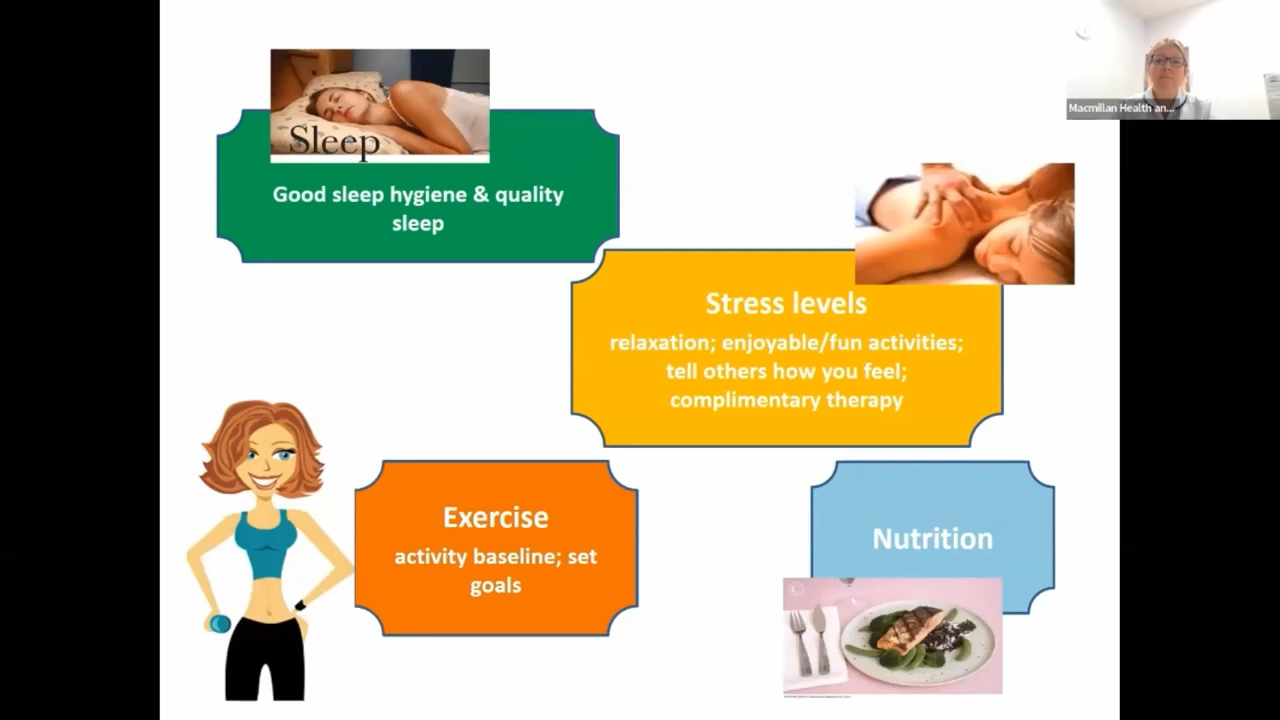 Sleep
Good sleep hygiene & quality
sleep
Macmillan Health an...
Stress levels
relaxation; enjoyable/fun activities;
tell others how you feel;
complimentary therapy
Exercise
activity baseline; set
goals
Nutrition